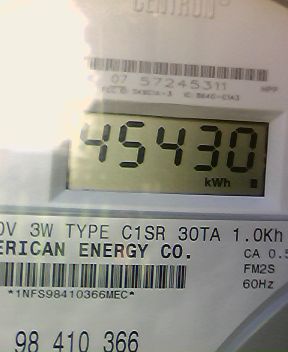 CENTRON®
07 57245311
45430
kWh
0V 3W TYPE C1SR 30TA 1.0Kh
ERICAN ENERGY CO.
CA 0.5
FM2S
60Hz
*1NFS98410366MEC*
98 410 366